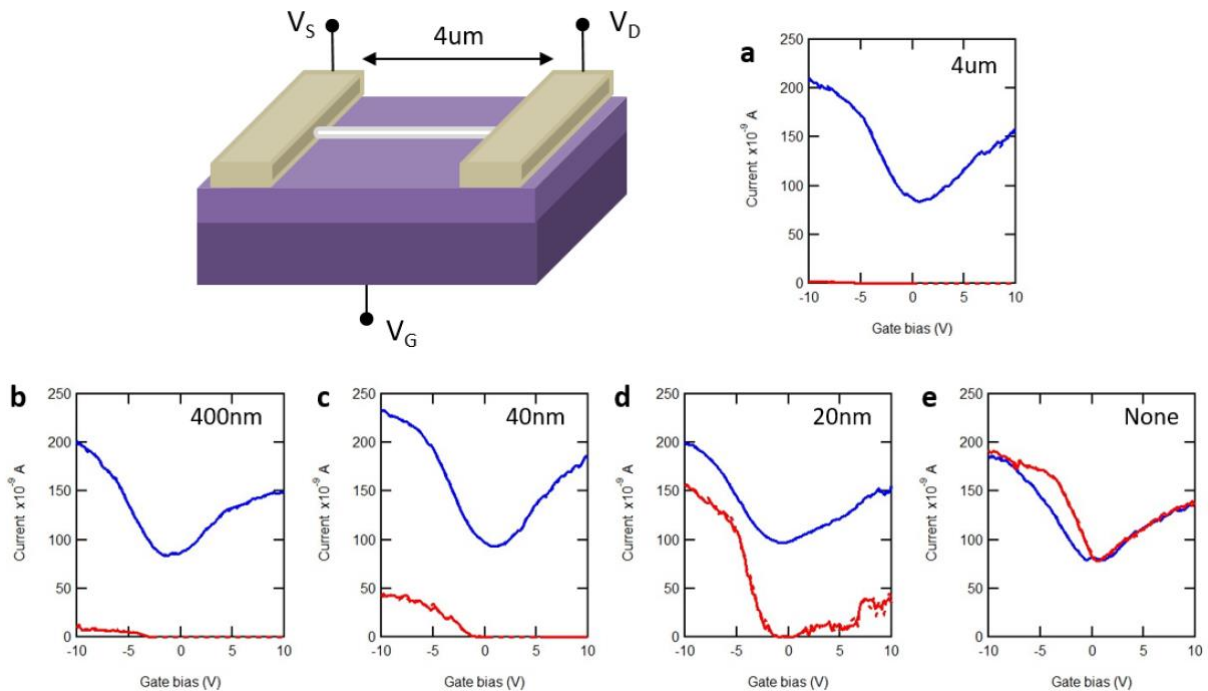 V_S
4um
V_D
V_G
a
4um
250
200
150
100
50
0
Current x10⁻⁹ A
-10
-5
0
5
10
Gate bias (V)
b
400nm
250
200
150
100
50
0
Current x10⁻⁹ A
-10
-5
0
5
10
Gate bias (V)
c
40nm
250
200
150
100
50
0
Current x10⁻⁹ A
-10
-5
0
5
10
Gate bias (V)
d
20nm
250
200
150
100
50
0
Current x10⁻⁹ A
-10
-5
0
5
10
Gate bias (V)
e
None
250
200
150
100
50
0
Current x10⁻⁹ A
-10
-5
0
5
10
Gate bias (V)